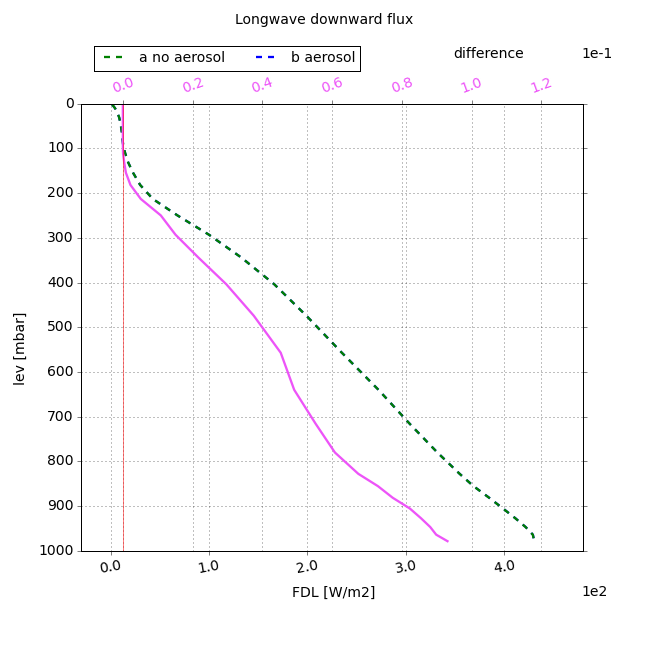 Longwave downward flux
a no aerosol b aerosol difference 1e-1
0.0 0.2 0.4 0.6 0.8 1.0 1.2
0
100
200
300
400
500
600
700
800
900
1000
lev [mbar]
0.0 1.0 2.0 3.0 4.0
FDL [W/m2] 1e2